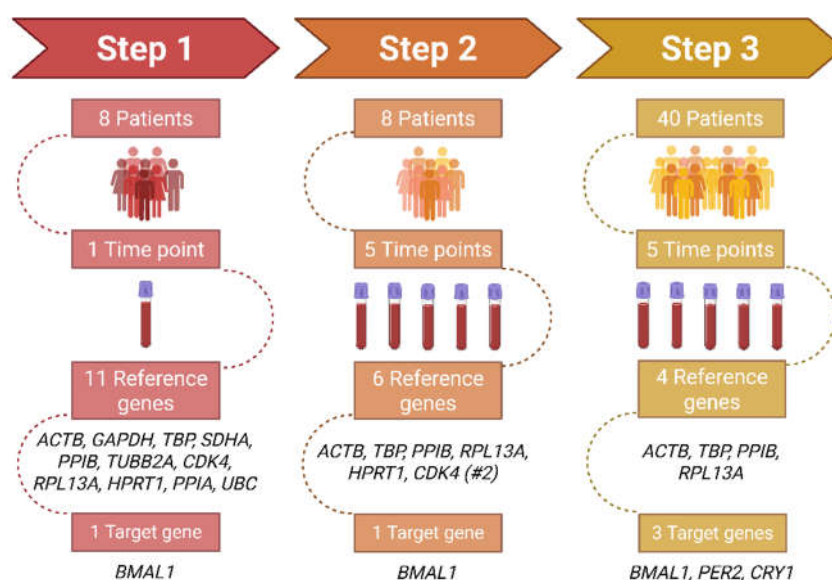 Step 1
Step 2
Step 3
8 Patients
8 Patients
40 Patients
1 Time point
5 Time points
5 Time points
11 Reference
genes
6 Reference
genes
4 Reference
genes
ACTB, GAPDH, TBP, SDHA,
PPIB, TUBB2A, CDK4,
RPL13A, HPRT1, PPIA, UBC
ACTB, TBP, PPIB, RPL13A,
HPRT1, CDK4 (#2)
ACTB, TBP, PPIB,
RPL13A
1 Target gene
1 Target gene
3 Target genes
BMAL1
BMAL1
BMAL1, PER2, CRY1